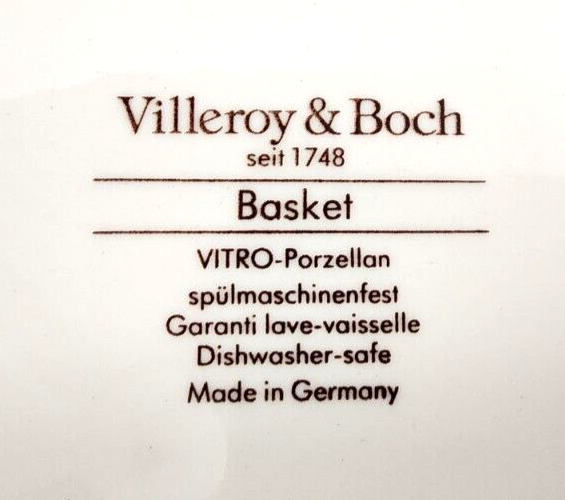 Villeroy & Boch
seit 1748
Basket
VITRO-Porzellan
spülmaschinenfest
Garanti lave-vaisselle
Dishwasher-safe
Made in Germany